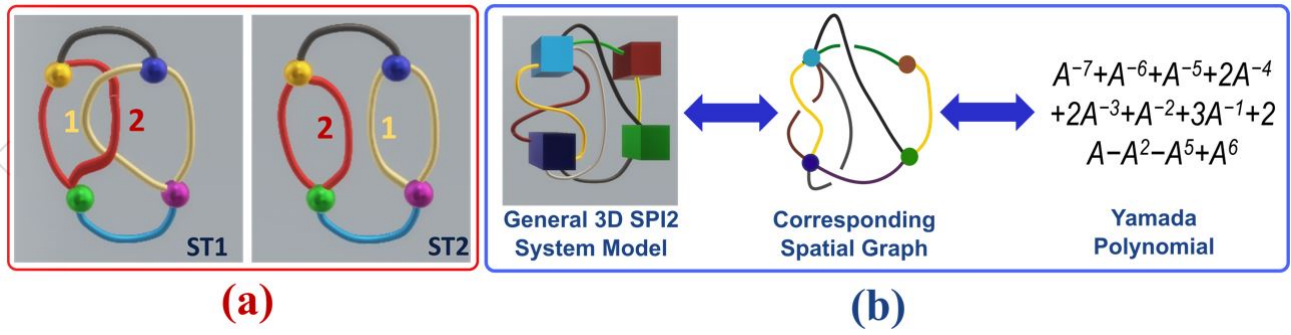 1
2
ST1
2
1
ST2
(a)
General 3D SPI2
System Model
Corresponding
Spatial Graph
A⁻⁷+A⁻⁶+A⁻⁵+2A⁻⁴
+2A⁻³+A⁻²+3A⁻¹+2
A−A²−A⁵+A⁶
Yamada
Polynomial
(b)